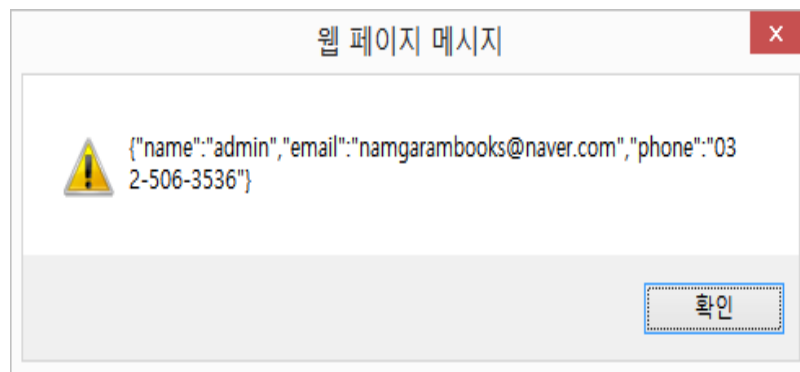 웹 페이지 메시지
x
{"name":"admin","email":"namgarambooks@naver.com","phone":"03
2-506-3536"}
확인